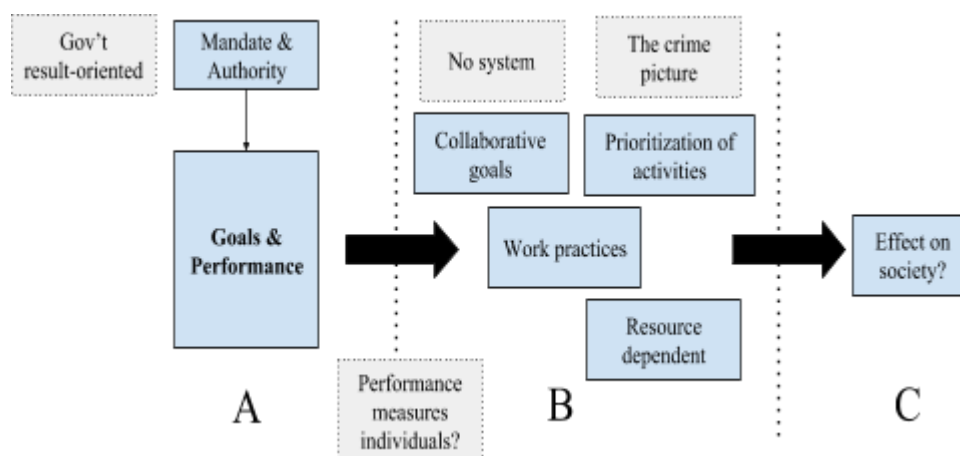 Gov't
result-oriented
Mandate &
Authority
Goals &
Performance
A
No system
The crime
picture
Collaborative
goals
Prioritization of
activities
Work practices
Resource
dependent
Performance
measures
individuals?
B
Effect on
society?
C